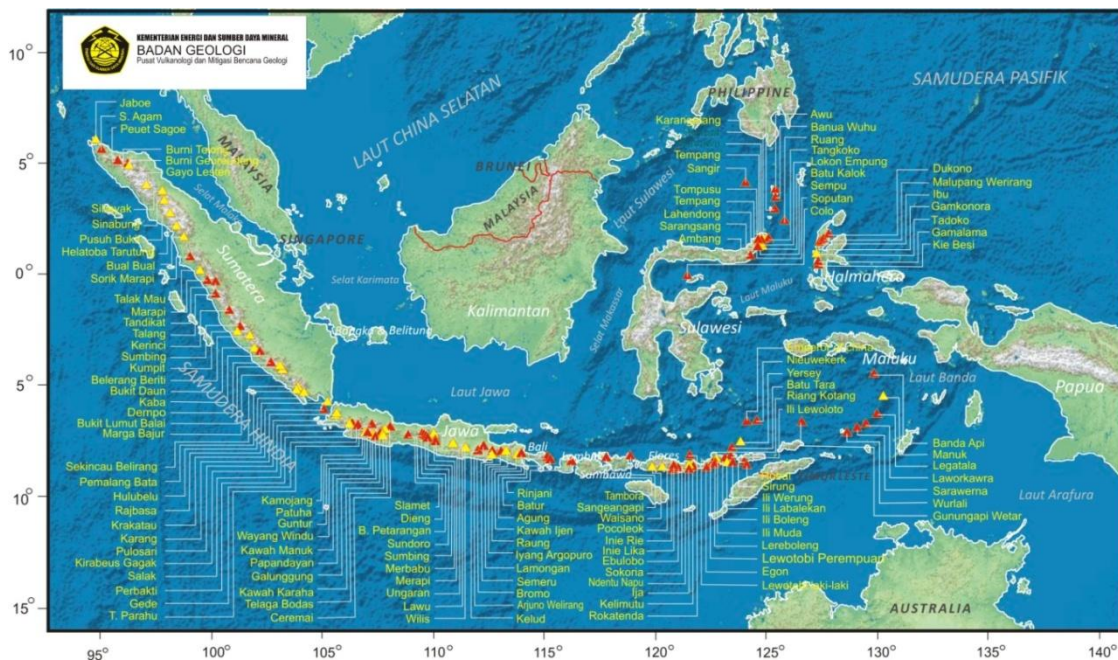 KEMENTERIAN ENERGI DAN SUMBER DAYA MINERAL
BADAN GEOLOGI
Pusat Vulkanologi dan Mitigasi Bencana Geologi
10°
5°
0°
5°
10°
15°
95°
100°
105°
110°
115°
120°
125°
130°
135°
140°
SAMUDERA PASIFIK
LAUT CHINA SELATAN
SAMUDERA HINDIA
PHILIPPINE
MALAYSIA
BRUNEI
MALAYSIA
SINGAPORE
Sumatera
Kalimantan
Sulawesi
Halmahera
Maluku
Papua
Jawa
Bali
Flores
Sumbawa
AUSTRALIA
Bangka & Belitung
Selat Karimata
Selat Makassar
Laut Sulawesi
Laut Maluku
Laut Jawa
Laut Banda
Laut Arafura
Jaboe
S. Agam
Peuet Sagoe
Burni Telong
Gayo Lesten
Sibayak
Sinabung
Pusuh Bukit
Helatoba Tarutung
Bual Bual
Sorik Marapi
Talak Mau
Marapi
Tandikat
Talang
Kerinci
Sumbing
Kumpit
Belerang Beriti
Bukit Daun
Kaba
Dempo
Bukit Lumut Balai
Marga Bajur
Sekincau Belirang
Pemalang Bata
Hulubelu
Rajbasa
Krakatau
Karang
Pulosari
Kirabeus Gagak
Salak
Perbakti
Gede
T. Parahu
Kamojang
Patuha
Guntur
Wayang Windu
Kawah Manuk
Papandayan
Galunggung
Kawah Karaha
Telaga Bodas
Ceremai
Slamet
Dieng
B. Petarangan
Sundoro
Sumbing
Merbabu
Merapi
Ungaran
Lawu
Wilis
Rinjani
Batur
Agung
Kawah Ijen
Raung
Iyang Argopuro
Lamongan
Semeru
Bromo
Arjuno Welirang
Kelud
Tambora
Sangeangapi
Waisano
Pocoleok
Inie Rie
Inie Lika
Ebulobo
Sokoria
Ndentu Napu
Ija
Kelimutu
Rokatenda
Sirung
Ili Werung
Ili Labalekan
Ili Boleng
Ili Muda
Lereboleng
Lewotobi Perempuan
Egon
Lewotobi laki-laki
Nieuwekerk
Yersey
Batu Tara
Riang Kotang
Ili Lewoloto
Banda Api
Manuk
Legatala
Laworkawra
Sarawerna
Wurlali
Gunungapi Wetar
Karangetang
Tempang
Sangir
Tompusu
Tempang
Lahendong
Sarangsang
Ambang
Awu
Banua Wuhu
Ruang
Tangkoko
Lokon Empung
Batu Kalok
Sempu
Soputan
Colo
Dukono
Malupang Werirang
Ibu
Gamkonora
Tadoko
Gamalama
Kie Besi